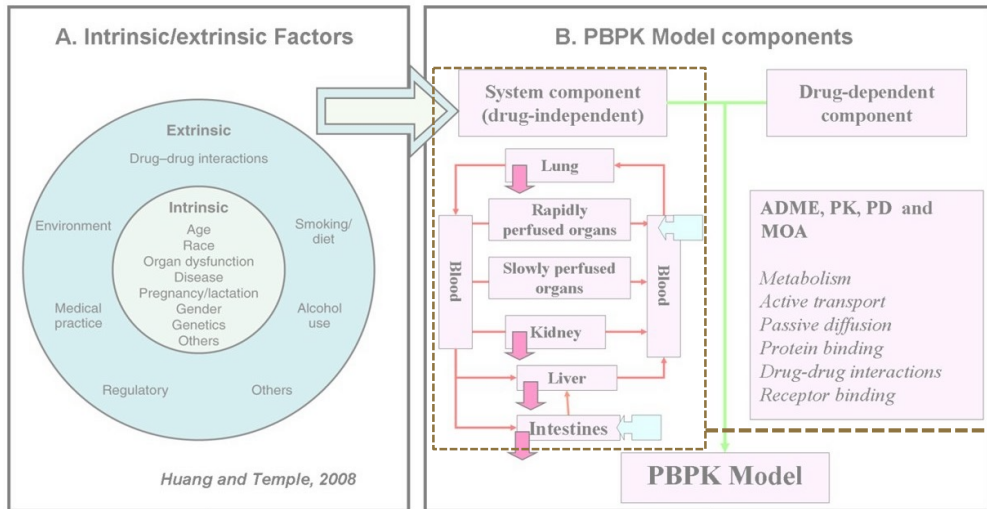 A. Intrinsic/extrinsic Factors
Extrinsic
Drug–drug interactions
Environment
Smoking/
diet
Medical
practice
Alcohol
use
Regulatory
Others
Intrinsic
Age
Race
Organ dysfunction
Disease
Pregnancy/lactation
Gender
Genetics
Others
Huang and Temple, 2008
B. PBPK Model components
System component
(drug-independent)
Drug-dependent
component
Lung
Rapidly
perfused organs
Slowly perfused
organs
Kidney
Liver
Intestines
Blood
Blood
ADME, PK, PD and
MOA
Metabolism
Active transport
Passive diffusion
Protein binding
Drug-drug interactions
Receptor binding
PBPK Model